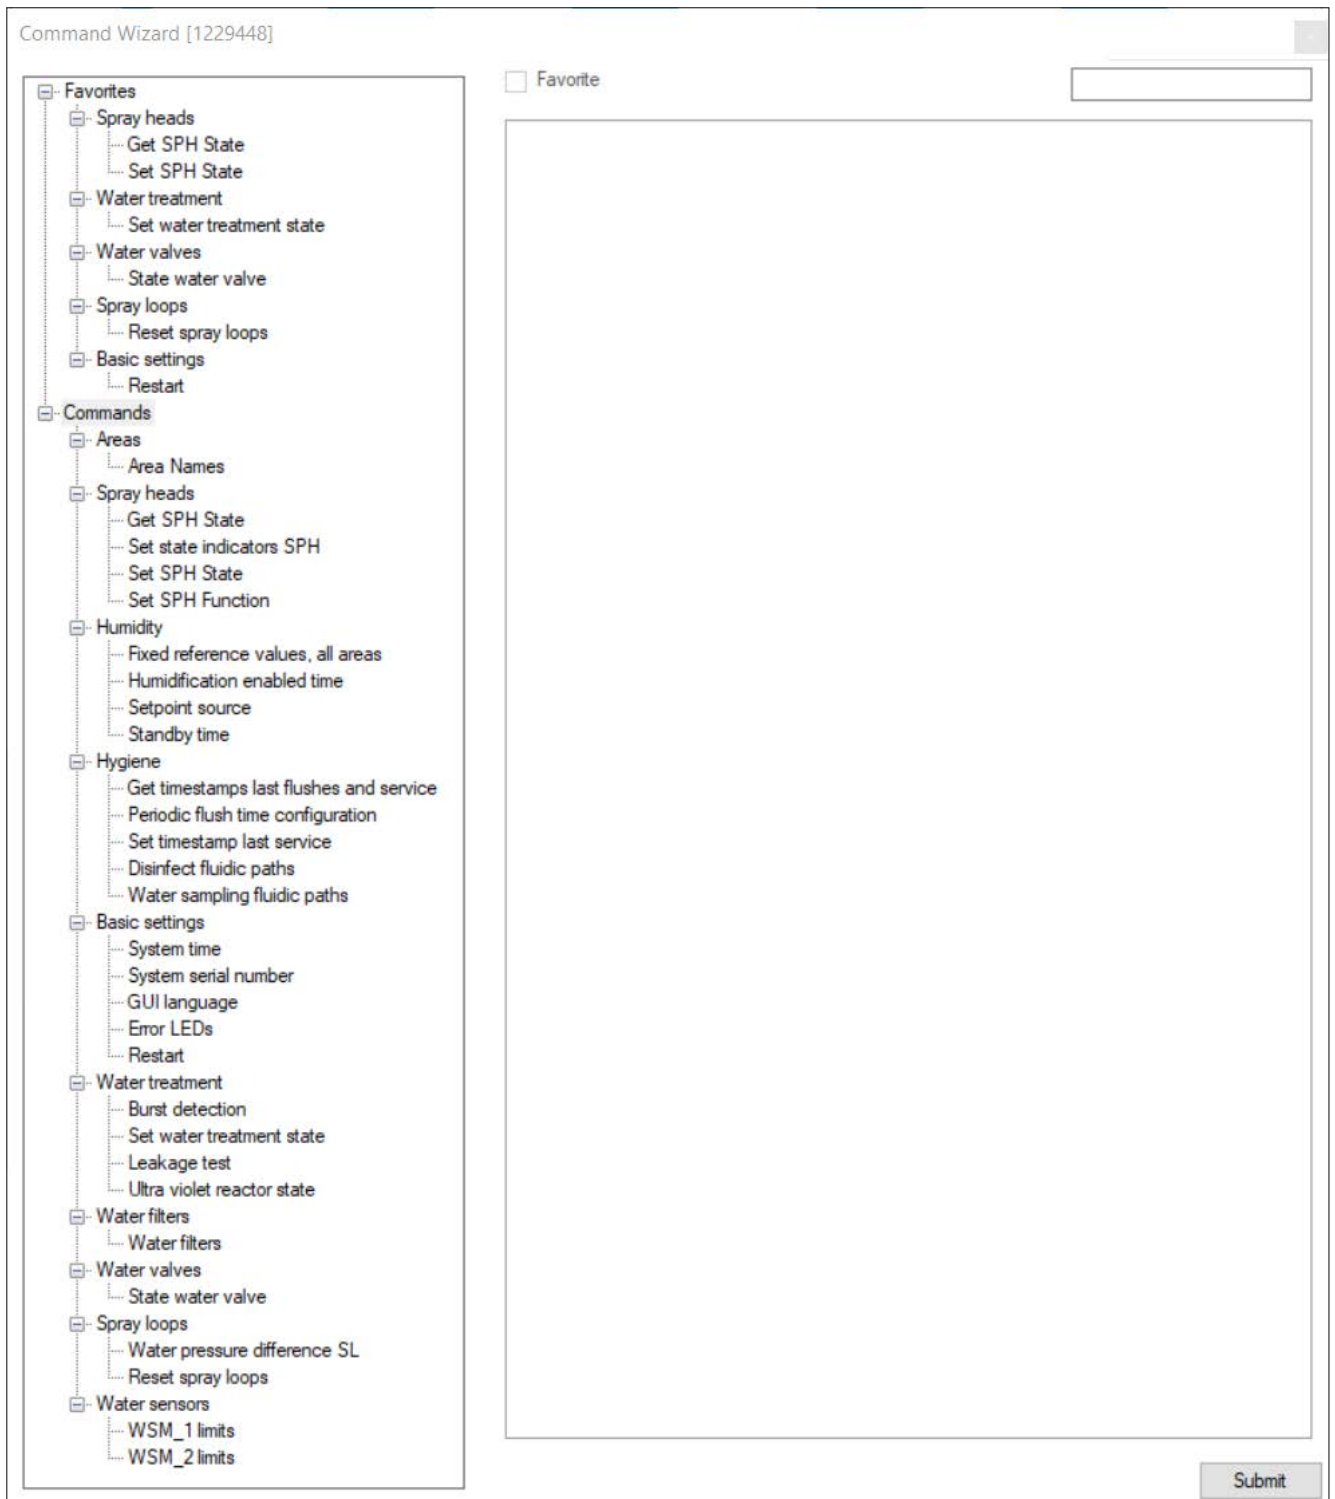 Command Wizard [1229448]
Favorites
Spray heads
Get SPH State
Set SPH State
Water treatment
Set water treatment state
Water valves
State water valve
Spray loops
Reset spray loops
Basic settings
Restart
Commands
Areas
Area Names
Spray heads
Get SPH State
Set state indicators SPH
Set SPH State
Set SPH Function
Humidity
Fixed reference values, all areas
Humidification enabled time
Setpoint source
Standby time
Hygiene
Get timestamps last flushes and service
Periodic flush time configuration
Set timestamp last service
Disinfect fluidic paths
Water sampling fluidic paths
Basic settings
System time
System serial number
GUI language
Error LEDs
Restart
Water treatment
Burst detection
Set water treatment state
Leakage test
Ultra violet reactor state
Water filters
Water filters
Water valves
State water valve
Spray loops
Water pressure difference SL
Reset spray loops
Water sensors
WSM_1 limits
WSM_2 limits
Favorite
Submit